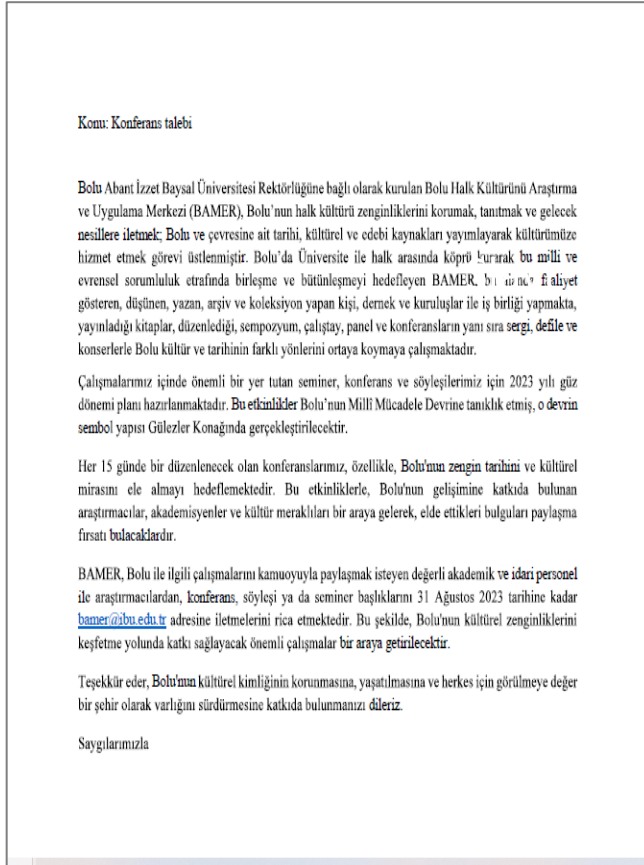 Konu: Konferans talebi
Bolu Abant İzzet Baysal Üniversitesi Rektörlüğüne bağlı olarak kurulan Bolu Halk Kültürünü Araştırma
ve Uygulama Merkezi (BAMER), Bolu'nun halk kültürü zenginliklerini korumak, tanıtmak ve gelecek
nesillere iletmek; Bolu ve çevresine ait tarihi, kültürel ve edebi kaynakları yayımlayarak kültürümüze
hizmet etmek görevi üstlenmiştir. Bolu'da Üniversite ile halk arasında köprü kurarak bu milli ve
evrensel sorumluluk etrafında birleşme ve bütünleşmeyi hedefleyen BAMER,
gösteren, düşünen, yazan, arşiv ve koleksiyon yapan kişi, dernek ve kuruluşlar ile iş birliği yapmakta,
yayınladığı kitaplar, düzenlediği, sempozyum, çalıştay, panel ve konferansların yanı sıra sergi, defile ve
konserlerle Bolu kültür ve tarihinin farklı yönlerini ortaya koymaya çalışmaktadır.
Çalışmalarımız içinde önemli bir yer tutan seminer, konferans ve söyleşilerimiz için 2023 yılı güz
dönemi planı hazırlanmaktadır. Bu etkinlikler Bolu'nun Millî Mücadele Devrine tanıklık etmiş, o devrin
sembol yapısı Gülezler Konağında gerçekleştirilecektir.
Her 15 günde bir düzenlenecek olan konferanslarımız, özellikle, Bolu'nun zengin tarihini ve kültürel
mirasını ele almayı hedeflemektedir. Bu etkinliklerle, Bolu'nun gelişimine katkıda bulunan
araştırmacılar, akademisyenler ve kültür meraklıları bir araya gelerek, elde ettikleri bulguları paylaşma
fırsatı bulacaklardır.
BAMER, Bolu ile ilgili çalışmalarını kamuoyuyla paylaşmak isteyen değerli akademik ve idari personel
ile araştırmacılardan, konferans, söyleşi ya da seminer başlıklarını 31 Ağustos 2023 tarihine kadar
bamer@ibu.edu.tr adresine iletmelerini rica etmektedir. Bu şekilde, Bolu'nun kültürel zenginliklerini
keşfetme yolunda katkı sağlayacak önemli çalışmalar bir araya getirilecektir.
Teşekkür eder, Bolu'nun kültürel kimliğinin korunmasına, yaşatılmasına ve herkes için görülmeye değer
bir şehir olarak varlığını sürdürmesine katkıda bulunmanızı dileriz.
Saygılarımızla